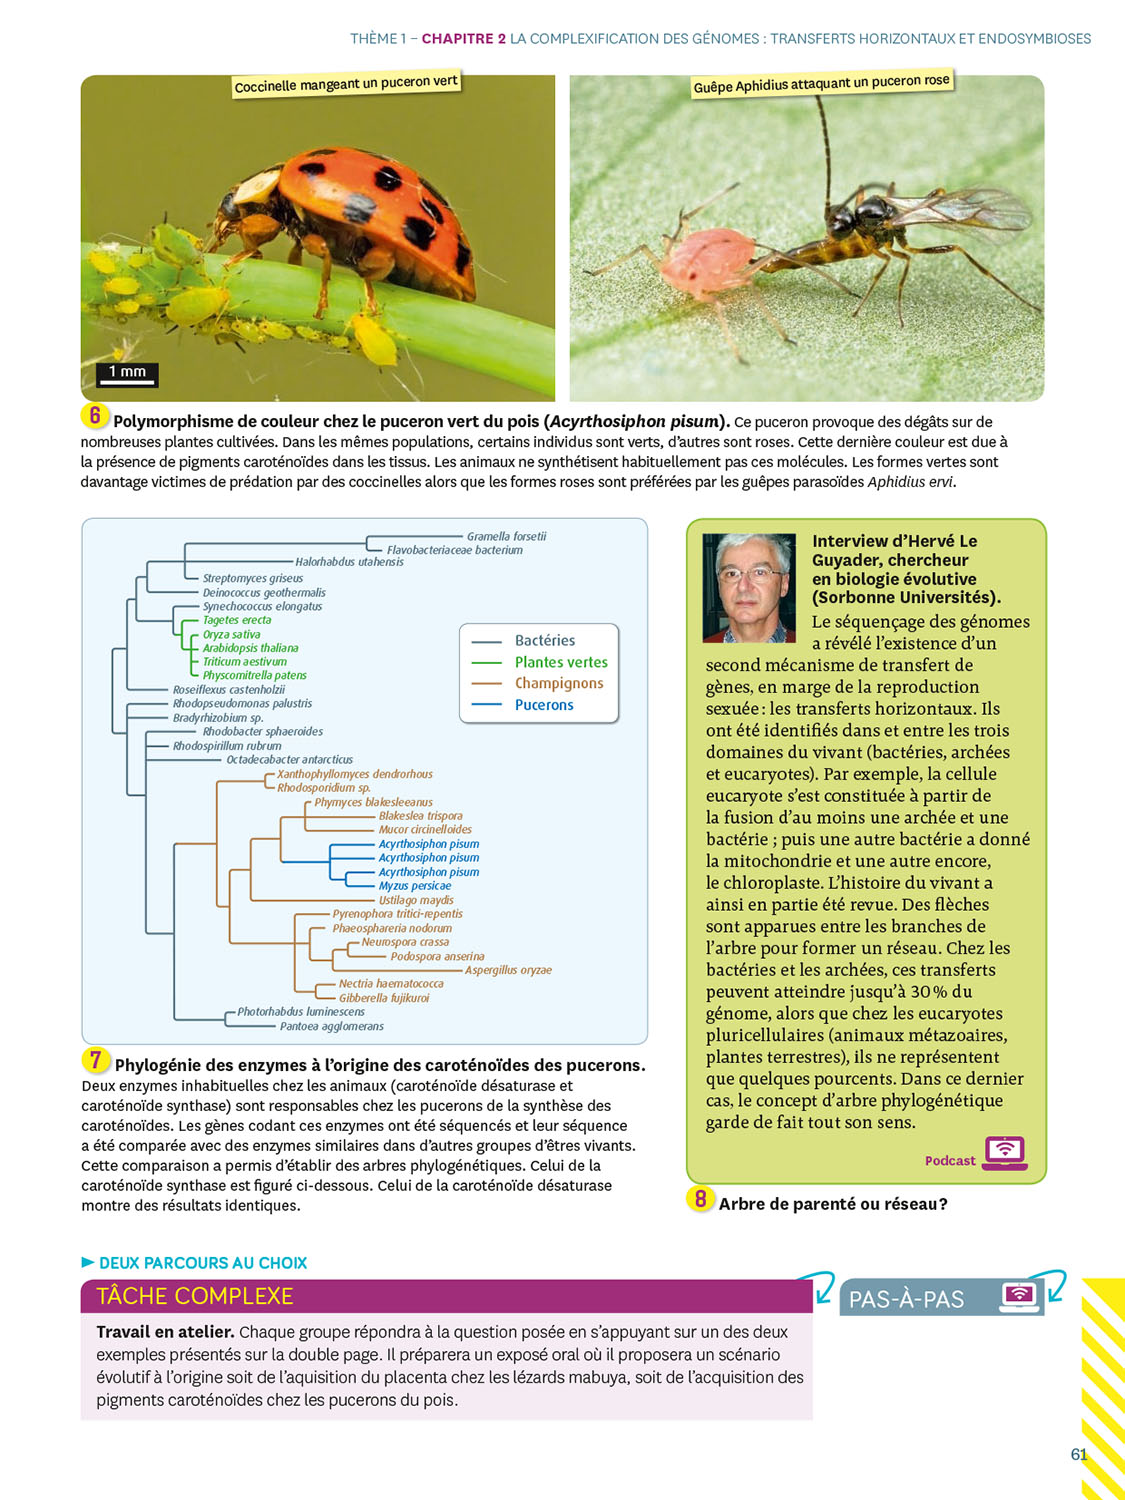 THÈME 1 – CHAPITRE 2 LA COMPLEXIFICATION DES GÉNOMES : TRANSFERTS HORIZONTAUX ET ENDOSYMBIOSES
Coccinelle mangeant un puceron vert
Guêpe Aphidius attaquant un puceron rose
1 mm
6 Polymorphisme de couleur chez le puceron vert du pois (Acyrthosiphon pisum). Ce puceron provoque des dégâts sur de
nombreuses plantes cultivées. Dans les mêmes populations, certains individus sont verts, d’autres sont roses. Cette dernière couleur est due à
la présence de pigments caroténoïdes dans les tissus. Les animaux ne synthétisent habituellement pas ces molécules. Les formes vertes sont
davantage victimes de prédation par des coccinelles alors que les formes roses sont préférées par les guêpes parasoïdes Aphidius ervi.
Gramella forsetii
Flavobacteriaceae bacterium
Halorhabdus utahensis
Streptomyces griseus
Deinococcus geothermalis
Synechococcus elongatus
Tagetes erecta
Oryza sativa
Arabidopsis thaliana
Triticum aestivum
Physcomitrella patens
Roseiflexus castenholzii
Rhodopseudomonas palustris
Bradyrhizobium sp.
Rhodobacter sphaeroides
Rhodospirillum rubrum
Octadecabacter antarcticus
Xanthophyllomyces dendrorhous
Rhodosporidium sp.
Phymyces blakesleeanus
Blakeslea trispora
Mucor circinelloides
Acyrthosiphon pisum
Acyrthosiphon pisum
Acyrthosiphon pisum
Myzus persicae
Ustilago maydis
Pyrenophora tritici-repentis
Phaeosphareria nodorum
Neurospora crassa
Podospora anserina
Aspergillus oryzae
Nectria haematococca
Gibberella fujikuroi
Photorhabdus luminescens
Pantoea agglomerans
Bactéries
Plantes vertes
Champignons
Pucerons
7 Phylogénie des enzymes à l’origine des caroténoïdes des pucerons.
Deux enzymes inhabituelles chez les animaux (caroténoïde désaturase et
caroténoïde synthase) sont responsables chez les pucerons de la synthèse des
caroténoïdes. Les gènes codant ces enzymes ont été séquencés et leur séquence
a été comparée avec des enzymes similaires dans d’autres groupes d’êtres vivants.
Cette comparaison a permis d’établir des arbres phylogénétiques. Celui de la
caroténoïde synthase est figuré ci-dessous. Celui de la caroténoïde désaturase
montre des résultats identiques.
Interview d’Hervé Le
Guyader, chercheur
en biologie évolutive
(Sorbonne Universités).
Le séquençage des génomes
a révélé l’existence d’un
second mécanisme de transfert de
gènes, en marge de la reproduction
sexuée : les transferts horizontaux. Ils
ont été identifiés dans et entre les trois
domaines du vivant (bactéries, archées
et eucaryotes). Par exemple, la cellule
eucaryote s’est constituée à partir de
la fusion d’au moins une archée et une
bactérie ; puis une autre bactérie a donné
la mitochondrie et une autre encore,
le chloroplaste. L’histoire du vivant a
ainsi en partie été revue. Des flèches
sont apparues entre les branches de
l’arbre pour former un réseau. Chez les
bactéries et les archées, ces transferts
peuvent atteindre jusqu’à 30 % du
génome, alors que chez les eucaryotes
pluricellulaires (animaux métazoaires,
plantes terrestres), ils ne représentent
que quelques pourcents. Dans ce dernier
cas, le concept d’arbre phylogénétique
garde de fait tout son sens.
Podcast
8 Arbre de parenté ou réseau ?
DEUX PARCOURS AU CHOIX
TÂCHE COMPLEXE
PAS-À-PAS
Travail en atelier. Chaque groupe répondra à la question posée en s’appuyant sur un des deux
exemples présentés sur la double page. Il préparera un exposé oral où il proposera un scénario
évolutif à l’origine soit de l’aquisition du placenta chez les lézards mabuya, soit de l’acquisition des
pigments caroténoïdes chez les pucerons du pois.
61